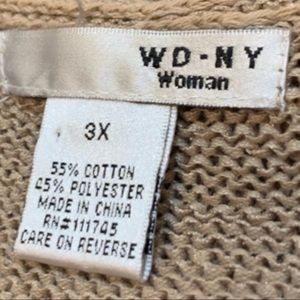 WD-NY
Woman
3X
55% COTTON
45% POLYESTER
MADE IN CHINA
RN#111745
CARE ON REVERSE